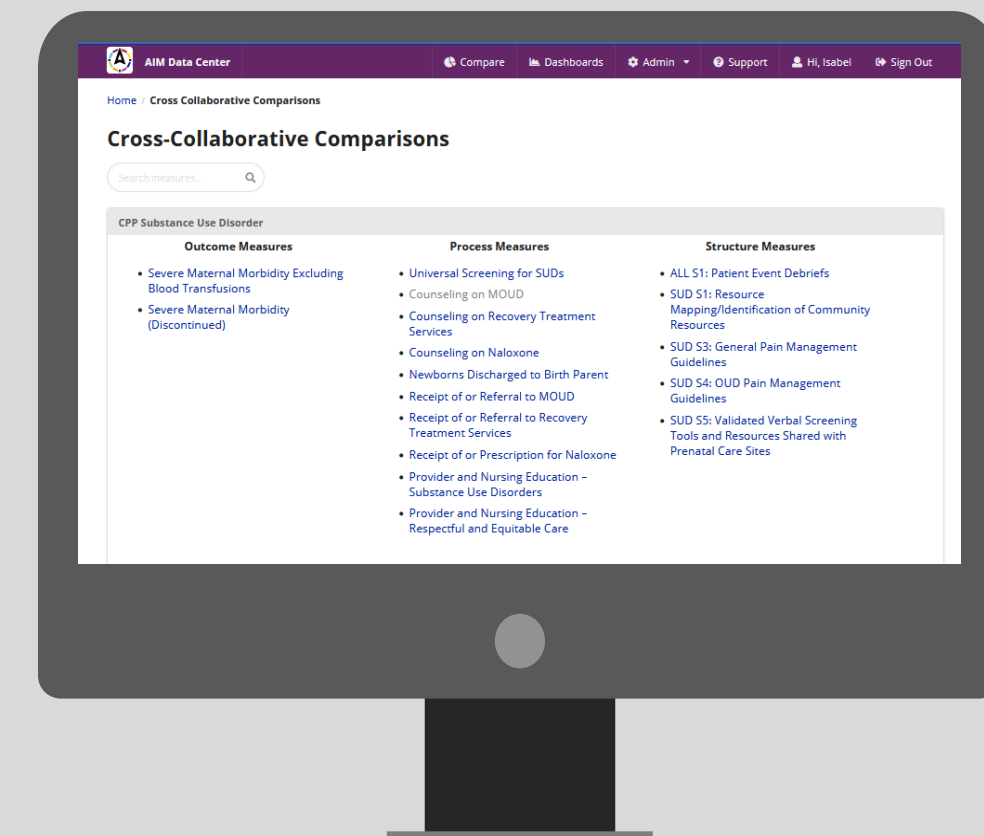 AIM Data Center
Compare
Dashboards
Admin
Support
Hi, Isabel
Sign Out
Home / Cross Collaborative Comparisons
Cross-Collaborative Comparisons
Search measures...
CPP Substance Use Disorder
Outcome Measures
• Severe Maternal Morbidity Excluding
Blood Transfusions
• Severe Maternal Morbidity
(Discontinued)
Process Measures
• Universal Screening for SUDs
• Counseling on MOUD
• Counseling on Recovery Treatment
Services
• Counseling on Naloxone
• Newborns Discharged to Birth Parent
• Receipt of or Referral to MOUD
• Receipt of or Referral to Recovery
Treatment Services
• Receipt of or Prescription for Naloxone
• Provider and Nursing Education –
Substance Use Disorders
• Provider and Nursing Education –
Respectful and Equitable Care
Structure Measures
• ALL S1: Patient Event Debriefs
• SUD S1: Resource
Mapping/Identification of Community
Resources
• SUD S3: General Pain Management
Guidelines
• SUD S4: OUD Pain Management
Guidelines
• SUD S5: Validated Verbal Screening
Tools and Resources Shared with
Prenatal Care Sites